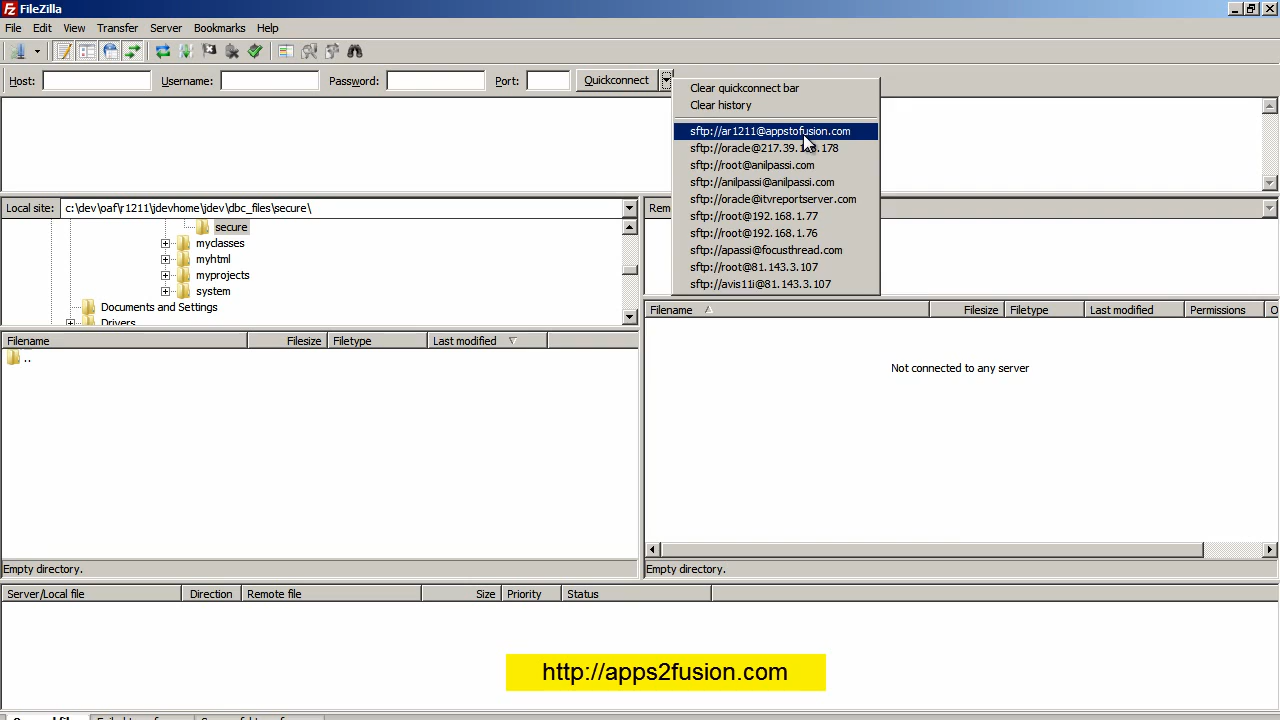 FileZilla
File Edit View Transfer Server Bookmarks Help
Host: Username: Password: Port: Quickconnect
Clear quickconnect bar
Clear history
sftp://ar1211@appstofusion.com
sftp://oracle@217.39.178
sftp://root@anilpassi.com
sftp://anilpassi@anilpassi.com
sftp://oracle@itvreportserver.com
sftp://root@192.168.1.77
sftp://root@192.168.1.76
sftp://apassi@focusthread.com
sftp://root@81.143.3.107
sftp://avis11i@81.143.3.107
Local site: c:\dev\oaf\r1211\jdevhome\jdev\dbc_files\secure\
secure
myclasses
myhtml
myprojects
system
Documents and Settings
Drivers
Filename Filesize Filetype Last modified
..
Empty directory.
Filename Filesize Filetype Last modified Permissions
Not connected to any server
Empty directory.
Server/Local file Direction Remote file Size Priority Status
http://apps2fusion.com